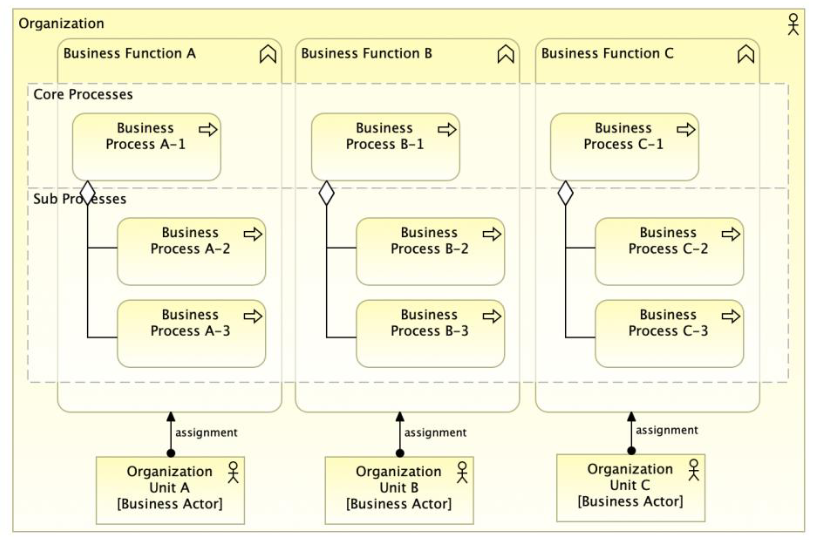 Organization
Business Function A
Business Function B
Business Function C
Core Processes
Business
Process A-1
Business
Process B-1
Business
Process C-1
Sub Processes
Business
Process A-2
Business
Process B-2
Business
Process C-2
Business
Process A-3
Business
Process B-3
Business
Process C-3
assignment
assignment
assignment
Organization
Unit A
[Business Actor]
Organization
Unit B
[Business Actor]
Organization
Unit C
[Business Actor]